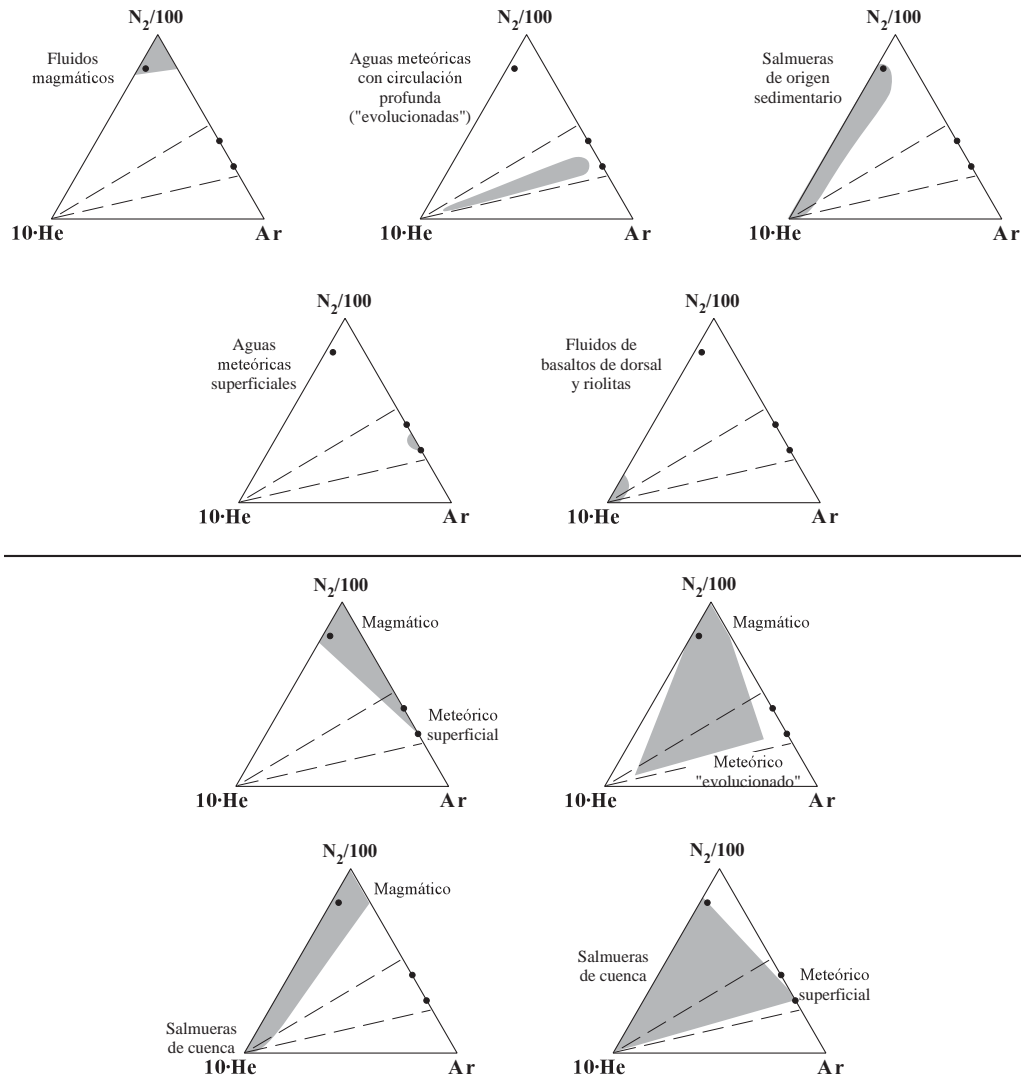 N2/100
Fluidos
magmáticos
10·He
Ar
N2/100
Aguas meteóricas
con circulación
profunda
("evolucionadas")
10·He
Ar
N2/100
Salmueras
de origen
sedimentario
10·He
Ar
N2/100
Aguas
meteóricas
superficiales
10·He
Ar
N2/100
Fluidos de
basaltos de dorsal
y riolitas
10·He
Ar
N2/100
Magmático
Meteórico
superficial
10·He
Ar
N2/100
Magmático
Meteórico
"evolucionado"
10·He
Ar
N2/100
Magmático
Salmueras
de cuenca
10·He
Ar
N2/100
Salmueras
de cuenca
Meteórico
superficial
10·He
Ar